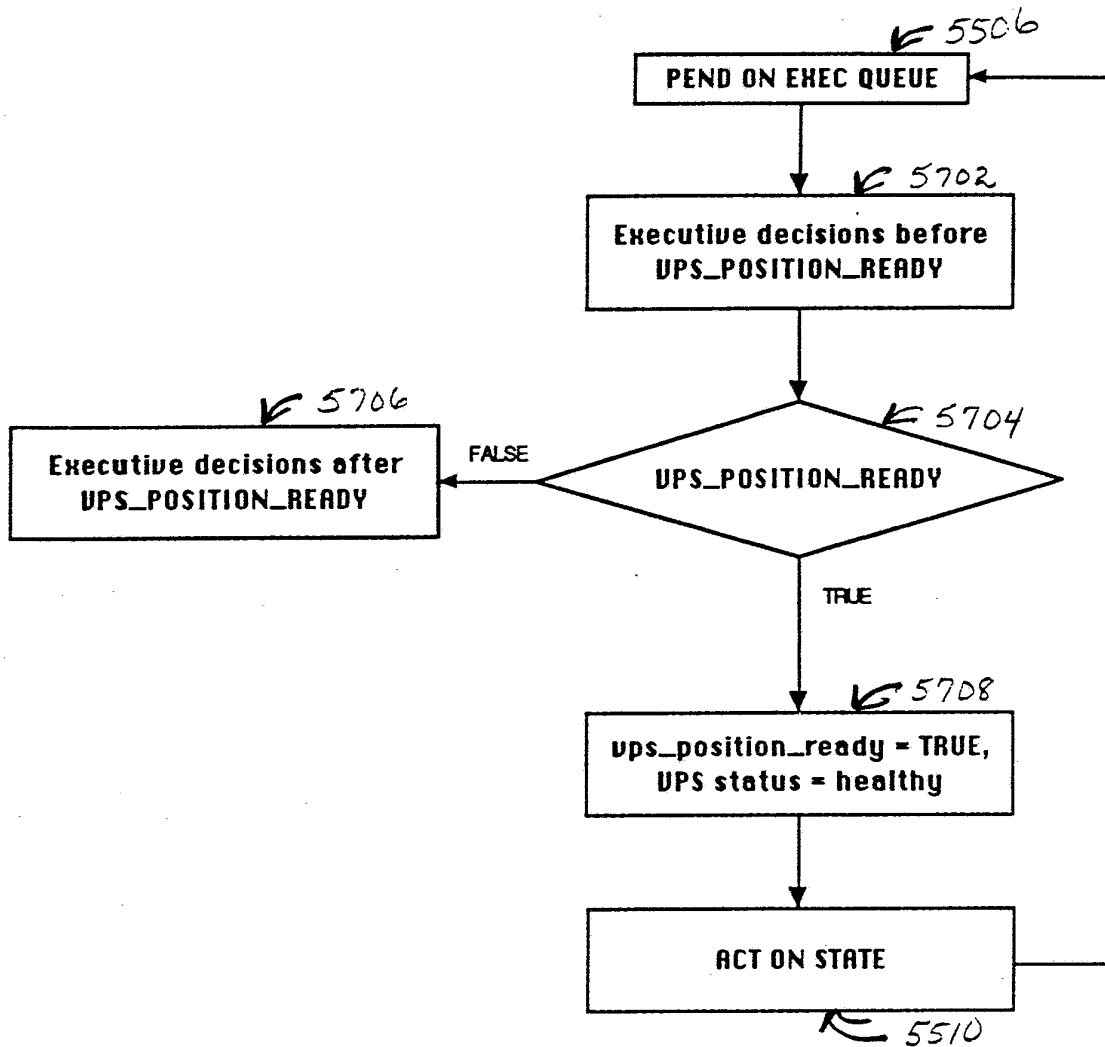 5506
PEND ON EXEC QUEUE
5702
Executive decisions before
VPS_POSITION_READY
5704
VPS_POSITION_READY
5706
FALSE
Executive decisions after
VPS_POSITION_READY
TRUE
5708
vps_position_ready = TRUE,
VPS status = healthy
ACT ON STATE
5510